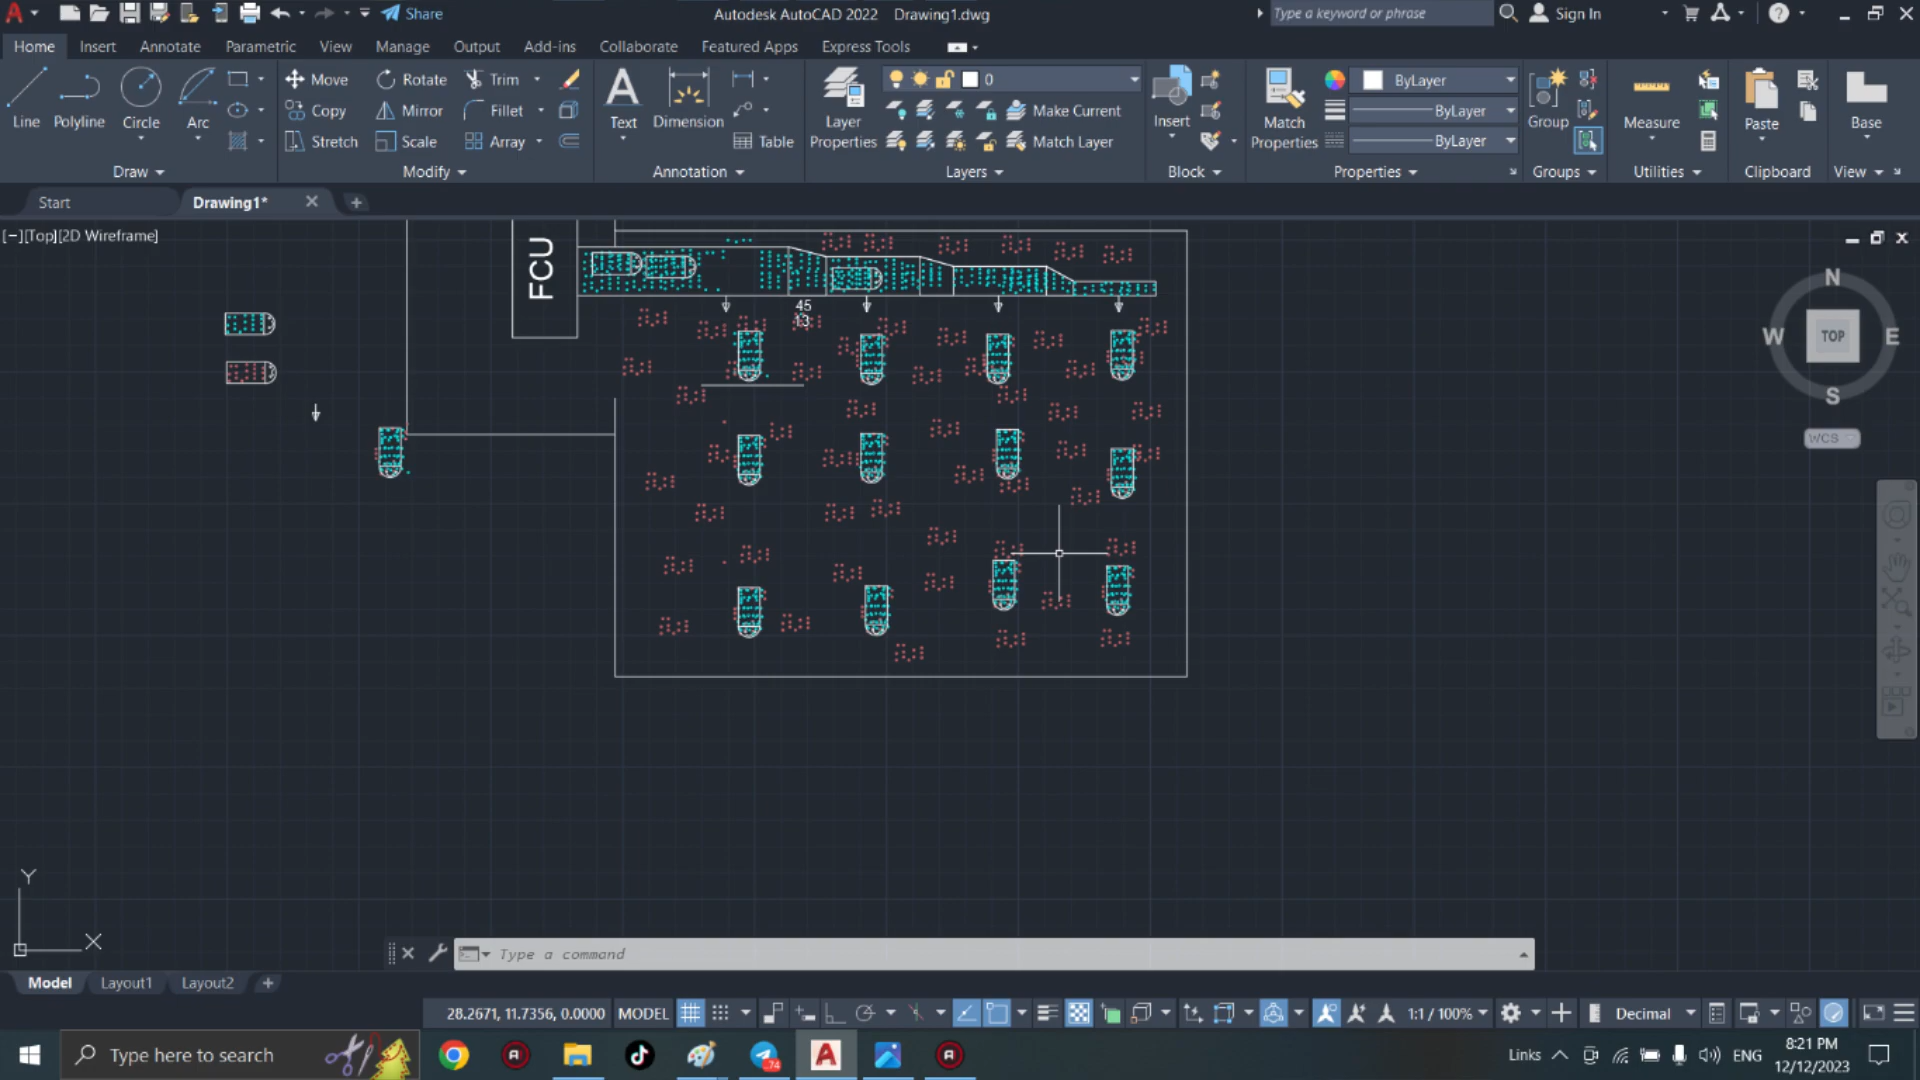 Share
Autodesk AutoCAD 2022 Drawing1.dwg
Type a keyword or phrase
Sign In
Home Insert Annotate Parametric View Manage Output Add-ins Collaborate Featured Apps Express Tools
Line Polyline Circle Arc
Move Rotate Trim
Copy Mirror Fillet
Stretch Scale Array
Text Dimension
Table
Layer Properties
0
Make Current
Match Layer
Insert
Match Properties
ByLayer
ByLayer
ByLayer
Group
Measure
Paste
Base
Draw Modify Annotation Layers Block Properties Groups Utilities Clipboard View
Start Drawing1*
[−][Top][2D Wireframe]
FCU
45
13
N
W TOP E
S
WCS
Y
X
Type a command
Model Layout1 Layout2
28.2671, 11.7356, 0.0000 MODEL 1:1 / 100% Decimal
Type here to search
74
Links ENG
8:21 PM
12/12/2023